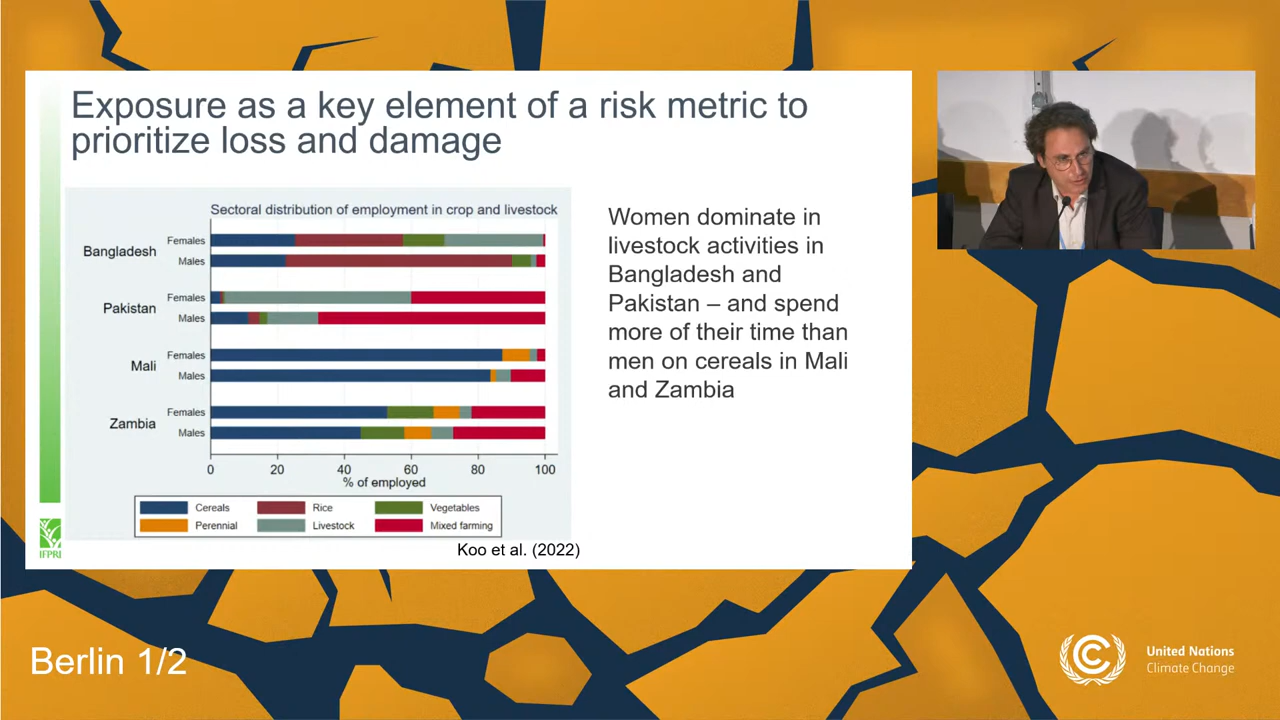 Exposure as a key element of a risk metric to
prioritize loss and damage
Sectoral distribution of employment in crop and livestock
Bangladesh
Females
Males
Pakistan
Females
Males
Mali
Females
Males
Zambia
Females
Males
0 20 40 60 80 100
% of employed
Cereals Rice Vegetables
Perennial Livestock Mixed farming
Koo et al. (2022)
IFPRI
Women dominate in
livestock activities in
Bangladesh and
Pakistan – and spend
more of their time than
men on cereals in Mali
and Zambia
Berlin 1/2
United Nations
Climate Change